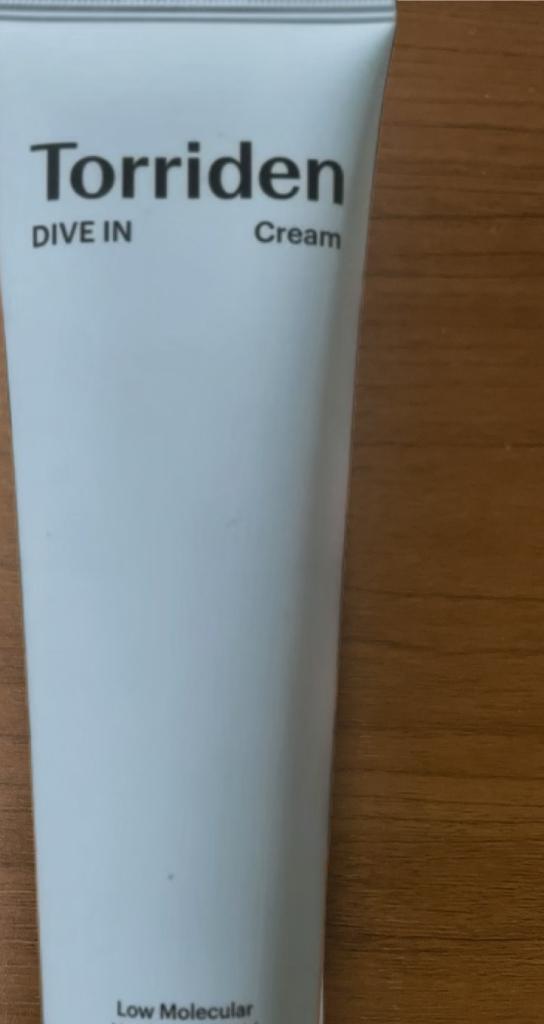 Torriden
DIVE IN Cream
Low Molecular